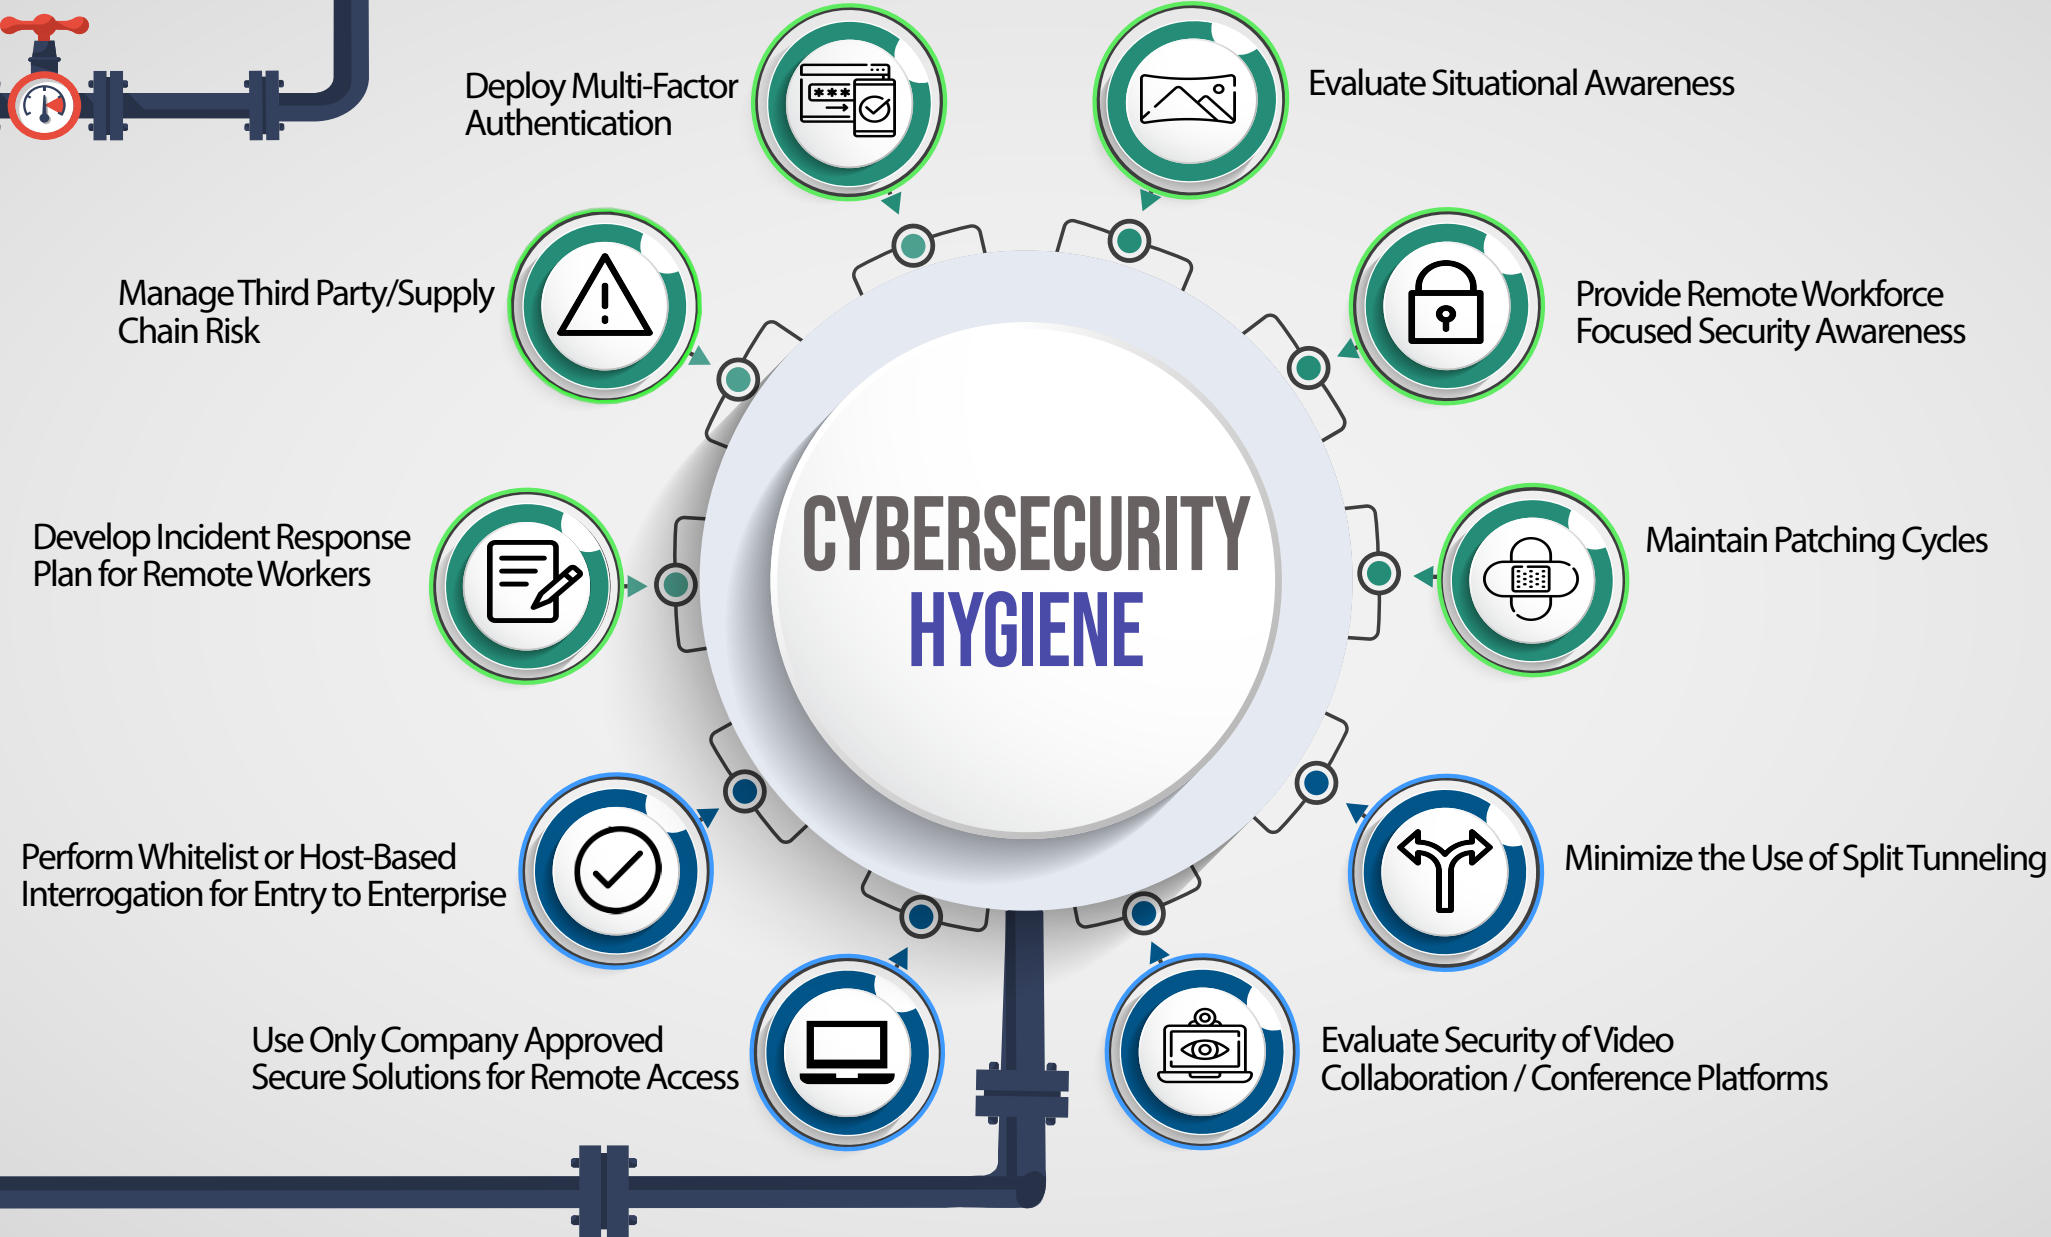 Deploy Multi-Factor
Authentication
Evaluate Situational Awareness
Manage Third Party/Supply
Chain Risk
Provide Remote Workforce
Focused Security Awareness
Develop Incident Response
Plan for Remote Workers
CYBERSECURITY
HYGIENE
Maintain Patching Cycles
Perform Whitelist or Host-Based
Interrogation for Entry to Enterprise
Minimize the Use of Split Tunneling
Use Only Company Approved
Secure Solutions for Remote Access
Evaluate Security of Video
Collaboration / Conference Platforms